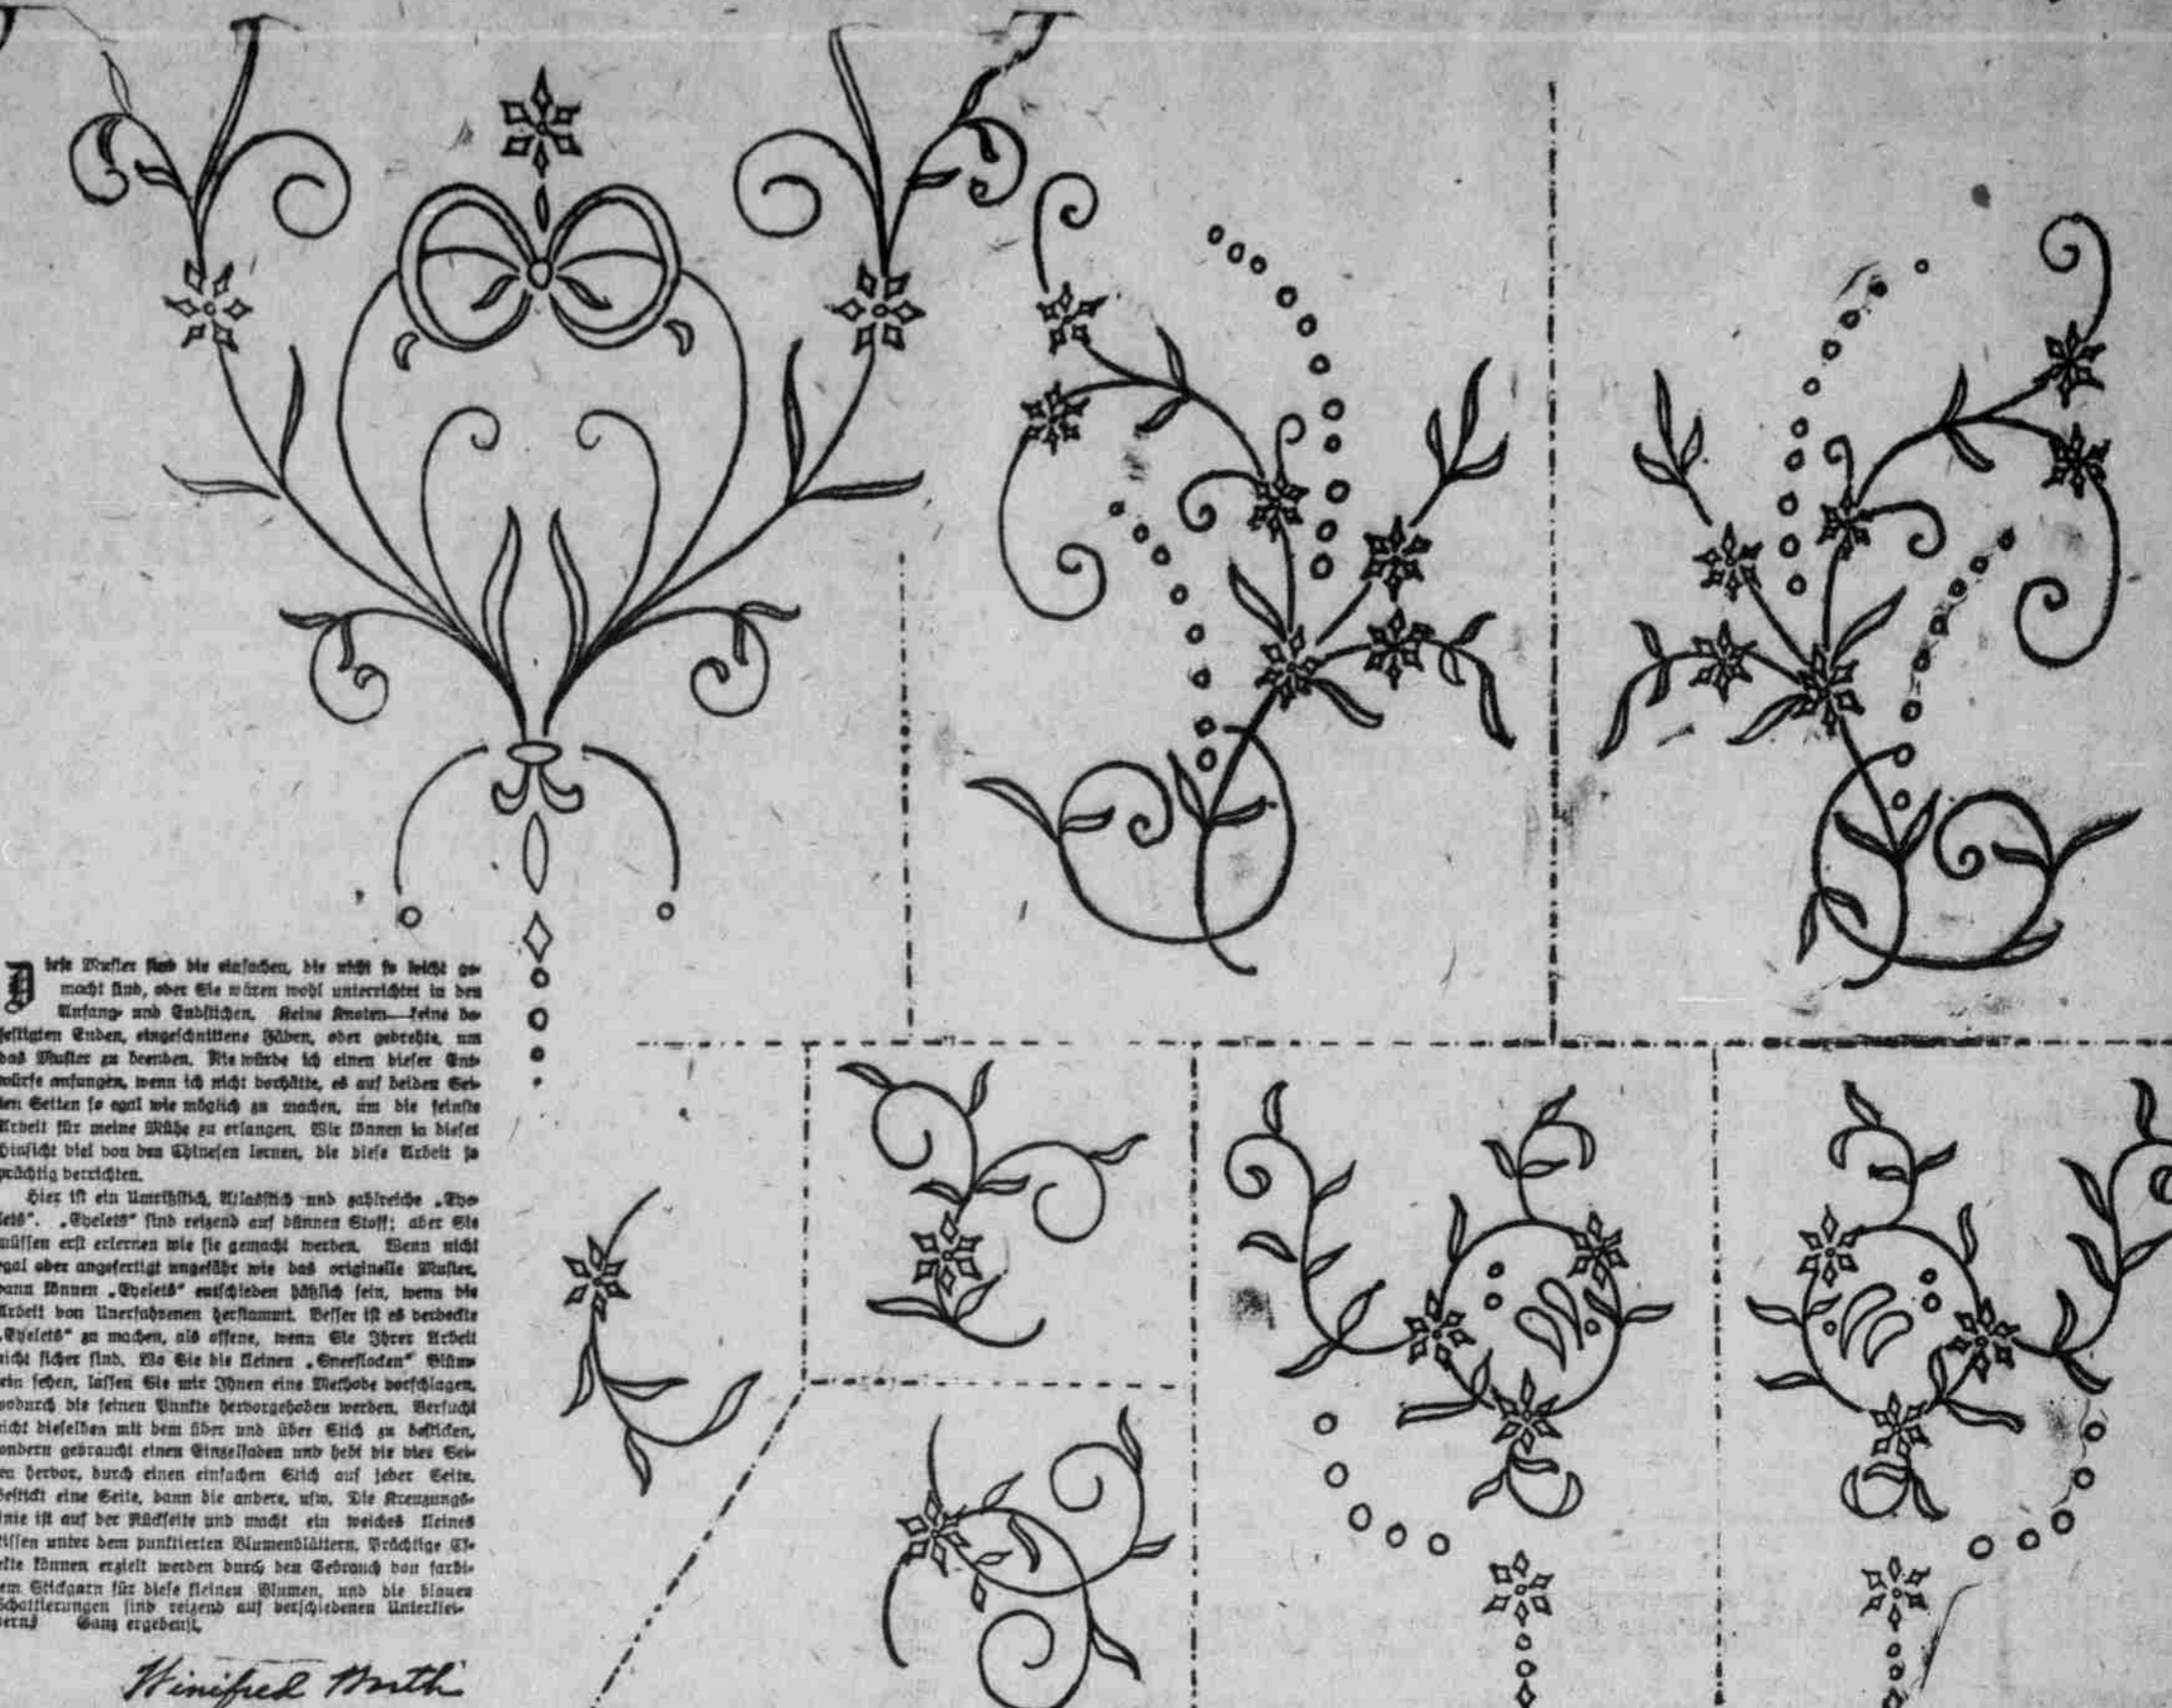 Diese Muster sind die einfachen, die nicht so leicht ge-
macht sind, ober Sie wären wohl unterrichtet in den
Anfang- und Endstichen. Keine Knoten—keine be-
festigten Enden, eingeschnittene Fäden, oder gedrehte, um
das Muster zu beenden. Nie würde ich einen dieser Ent-
würfe anfangen, wenn ich nicht vorhätte, es auf beiden Sei-
ten Seiten so egal wie möglich zu machen, um die feinste
Arbeit für meine Mühe zu erlangen. Wir können in dieser
Hinsicht viel von den Chinesen lernen, die diese Arbeit so
prächtig verrichten.
Hier ist ein Umrißstich, Atlasstich und zahlreiche „Eye-
lets“. „Eyelets“ sind reizend auf dünnen Stoff; aber Sie
müssen erst erlernen wie sie gemacht werden. Wenn nicht
egal ober angefertigt ungefähr wie das originelle Muster,
dann können „Eyelets“ entschieden häßlich sein, wenn die
Arbeit von Unerfahrenen herstammt. Besser ist es verdeckte
„Eyelets“ zu machen, als offene, wenn Sie Ihrer Arbeit
nicht sicher sind. Wo Sie die kleinen „Sneeflocken“ Blüm-
lein sehen, lassen Sie mir Ihnen eine Methode vorschlagen,
wodurch die feinen Punkte hervorgehoben werden. Versucht
nicht dieselben mit dem über und über Stich zu besticken,
sondern gebraucht einen Einzelfaden und hebt die vier Sei-
ten hervor, durch einen einfachen Stich auf jeder Seite.
Bestickt eine Seite, dann die andere, usw. Die Kreuzungs-
linie ist auf der Rückseite und macht ein weiches kleines
Kissen unter dem punktierten Blumenblättern. Prächtige Ef-
fekte können erzielt werden durch den Gebrauch von farbi-
gem Stickgarn für diese kleinen Blumen, und die blauen
Schattierungen sind reizend auf verschiedenen Unterklei-
dern! Ganz ergebenst,
Winifred Worth